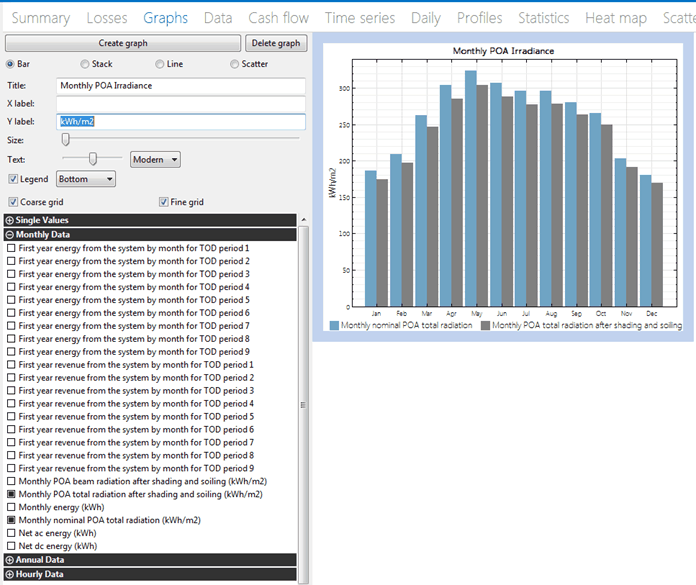 Summary Losses Graphs Data Cash flow Time series Daily Profiles Statistics Heat map Scatte
Create graph Delete graph
Bar Stack Line Scatter
Title: Monthly POA Irradiance
X label:
Y label: kWh/m2
Size:
Text: Modern
Legend Bottom
Coarse grid Fine grid
Single Values
Monthly Data
First year energy from the system by month for TOD period 1
First year energy from the system by month for TOD period 2
First year energy from the system by month for TOD period 3
First year energy from the system by month for TOD period 4
First year energy from the system by month for TOD period 5
First year energy from the system by month for TOD period 6
First year energy from the system by month for TOD period 7
First year energy from the system by month for TOD period 8
First year energy from the system by month for TOD period 9
First year revenue from the system by month for TOD period 1
First year revenue from the system by month for TOD period 2
First year revenue from the system by month for TOD period 3
First year revenue from the system by month for TOD period 4
First year revenue from the system by month for TOD period 5
First year revenue from the system by month for TOD period 6
First year revenue from the system by month for TOD period 7
First year revenue from the system by month for TOD period 8
First year revenue from the system by month for TOD period 9
Monthly POA beam radiation after shading and soiling (kWh/m2)
Monthly POA total radiation after shading and soiling (kWh/m2)
Monthly energy (kWh)
Monthly nominal POA total radiation (kWh/m2)
Net ac energy (kWh)
Net dc energy (kWh)
Annual Data
Hourly Data
Monthly POA Irradiance
kWh/m2
300
250
200
150
100
50
0
Jan Feb Mar Apr May Jun Jul Aug Sep Oct Nov Dec
Monthly nominal POA total radiation Monthly POA total radiation after shading and soiling